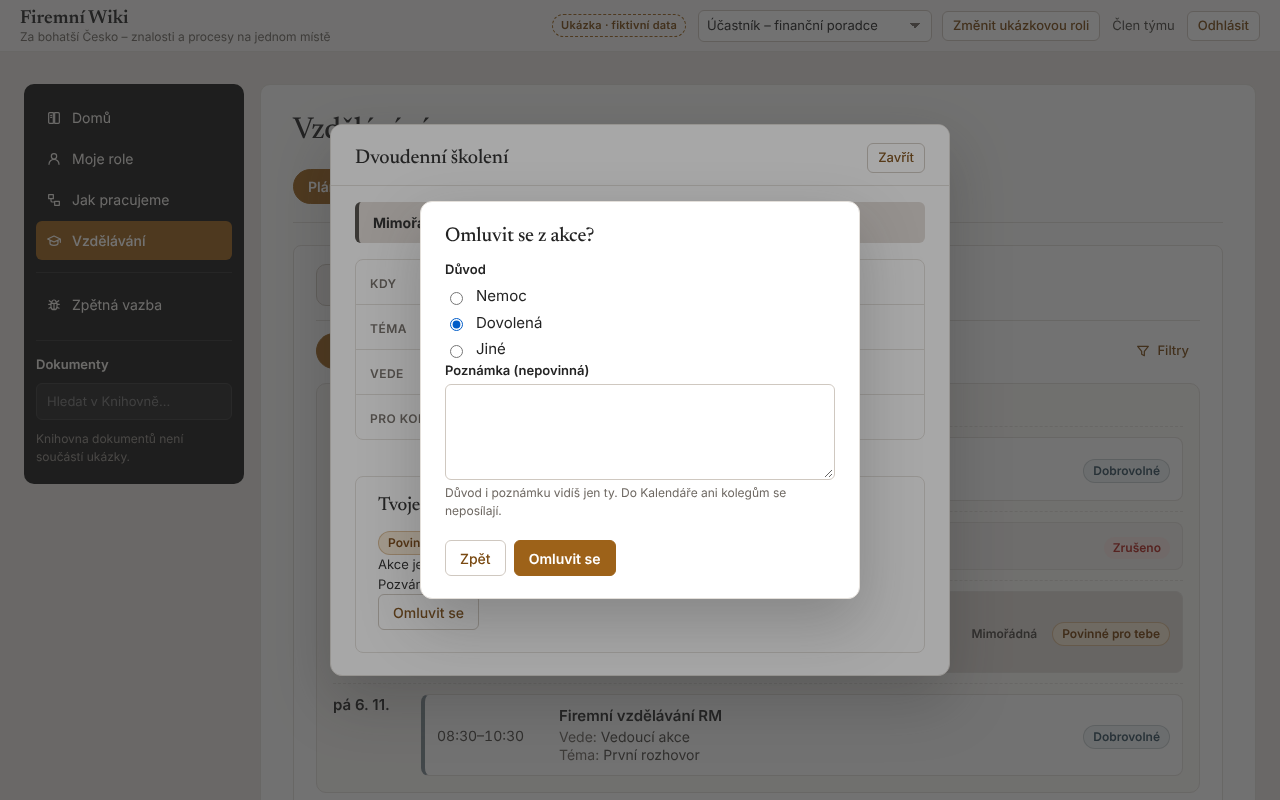 Firemní Wiki
Za bohatší Česko – znalosti a procesy na jednom místě
Ukázka · fiktivní data
Účastník – finanční poradce
Změnit ukázkovou roli
Člen týmu
Odhlásit
Domů
Moje role
Jak pracujeme
Vzdělávání
Zpětná vazba
Dokumenty
Hledat v Knihovně...
Knihovna dokumentů není
součástí ukázky.
Dvoudenní školení
Zavřít
KDY
TÉMA
VEDE
Omluvit se z akce?
Důvod
Nemoc
Dovolená
Jiné
Poznámka (nepovinná)
Důvod i poznámku vidíš jen ty. Do Kalendáře ani kolegům se
neposílají.
Zpět
Omluvit se
Tvoje
Akce je
Omluvit se
Filtry
Dobrovolné
Zrušeno
Mimořádná
Povinné pro tebe
pá 6. 11.
08:30–10:30
Firemní vzdělávání RM
Vede: Vedoucí akce
Téma: První rozhovor
Dobrovolné